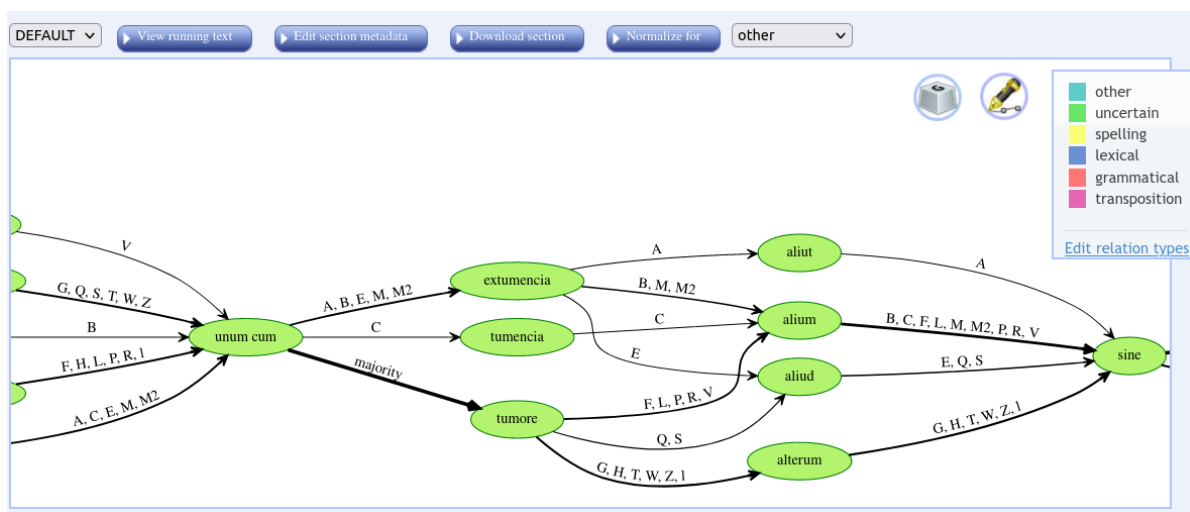 DEFAULT View running text Edit section metadata Download section Normalize for other
other
uncertain
spelling
lexical
grammatical
transposition
Edit relation types
V
G, Q, S, T, W, Z
B
F, H, L, P, R, l
A, C, E, M, M2
unum cum
A, B, E, M, M2
C
majority
extumencia
tumencia
tumore
A
B, M, M2
C
E
F, L, P, R, V
Q, S
G, H, T, W, Z, l
aliut
alium
aliud
alterum
A
B, C, F, L, M, M2, P, R, V
E, Q, S
G, H, T, W, Z, l
sine